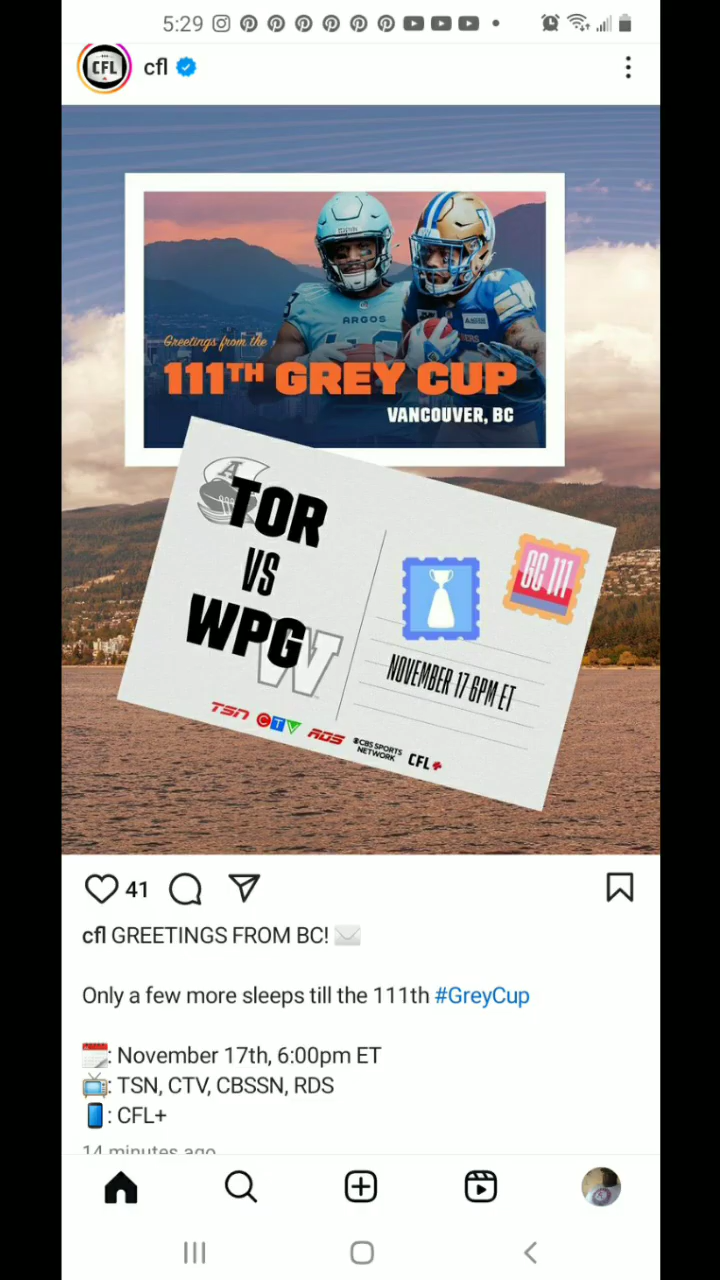 5:29
CFL
cfl
ARGOS
Greetings from the
111TH GREY CUP
VANCOUVER, BC
A
TOR
VS
WPG
W
GC 111
NOVEMBER 17 6PM ET
TSN CTV RDS CBS SPORTS NETWORK CFL+
41
cfl GREETINGS FROM BC! ✉️
Only a few more sleeps till the 111th #GreyCup
🗓️: November 17th, 6:00pm ET
📺: TSN, CTV, CBSSN, RDS
📱: CFL+
14 minutes ago